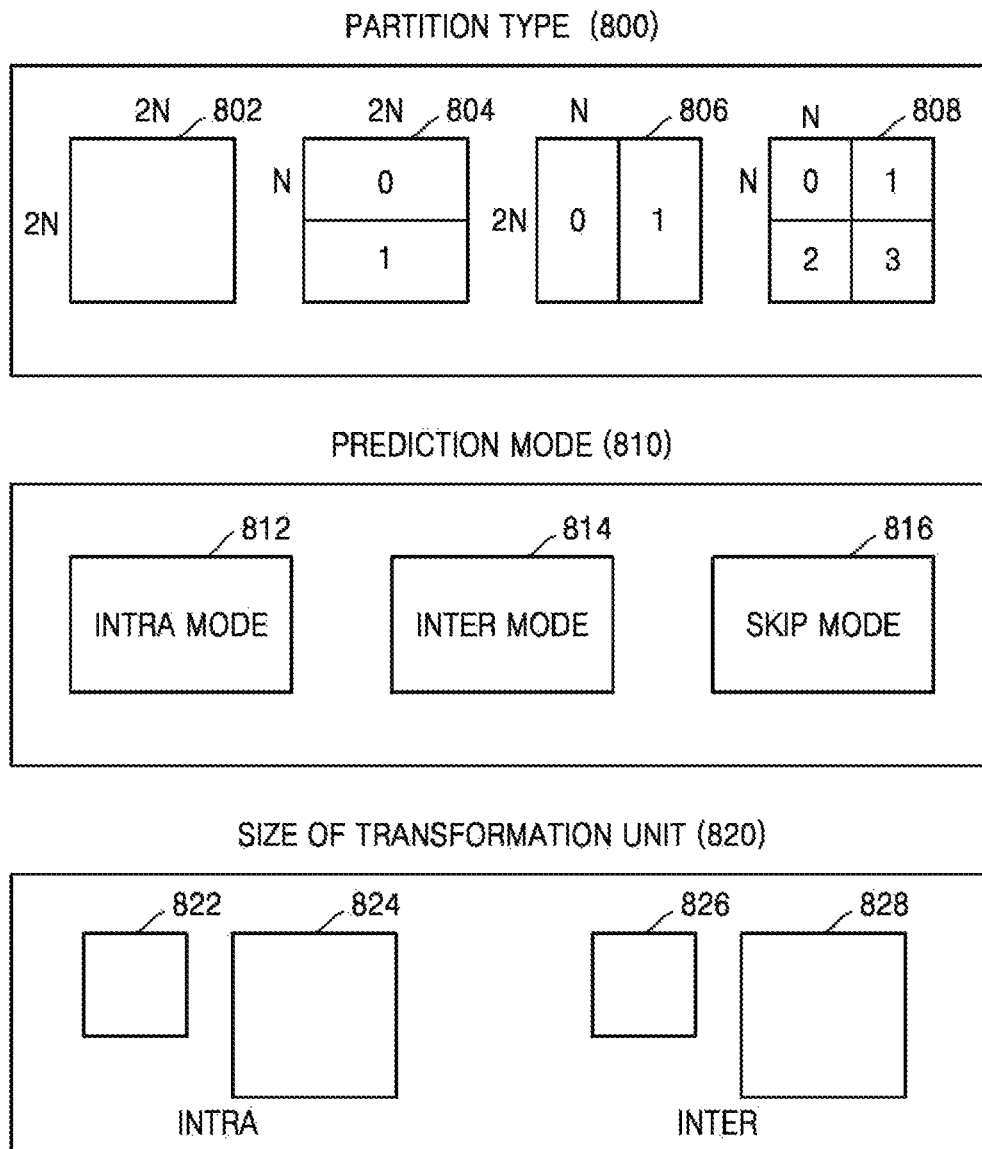 PARTITION TYPE (800)
2N 802 2N 804 N 806 N 808
2N N 0 2N 0 1 N 0 1
1 2 3
PREDICTION MODE (810)
812 814 816
INTRA MODE INTER MODE SKIP MODE
SIZE OF TRANSFORMATION UNIT (820)
822 824 826 828
INTRA INTER